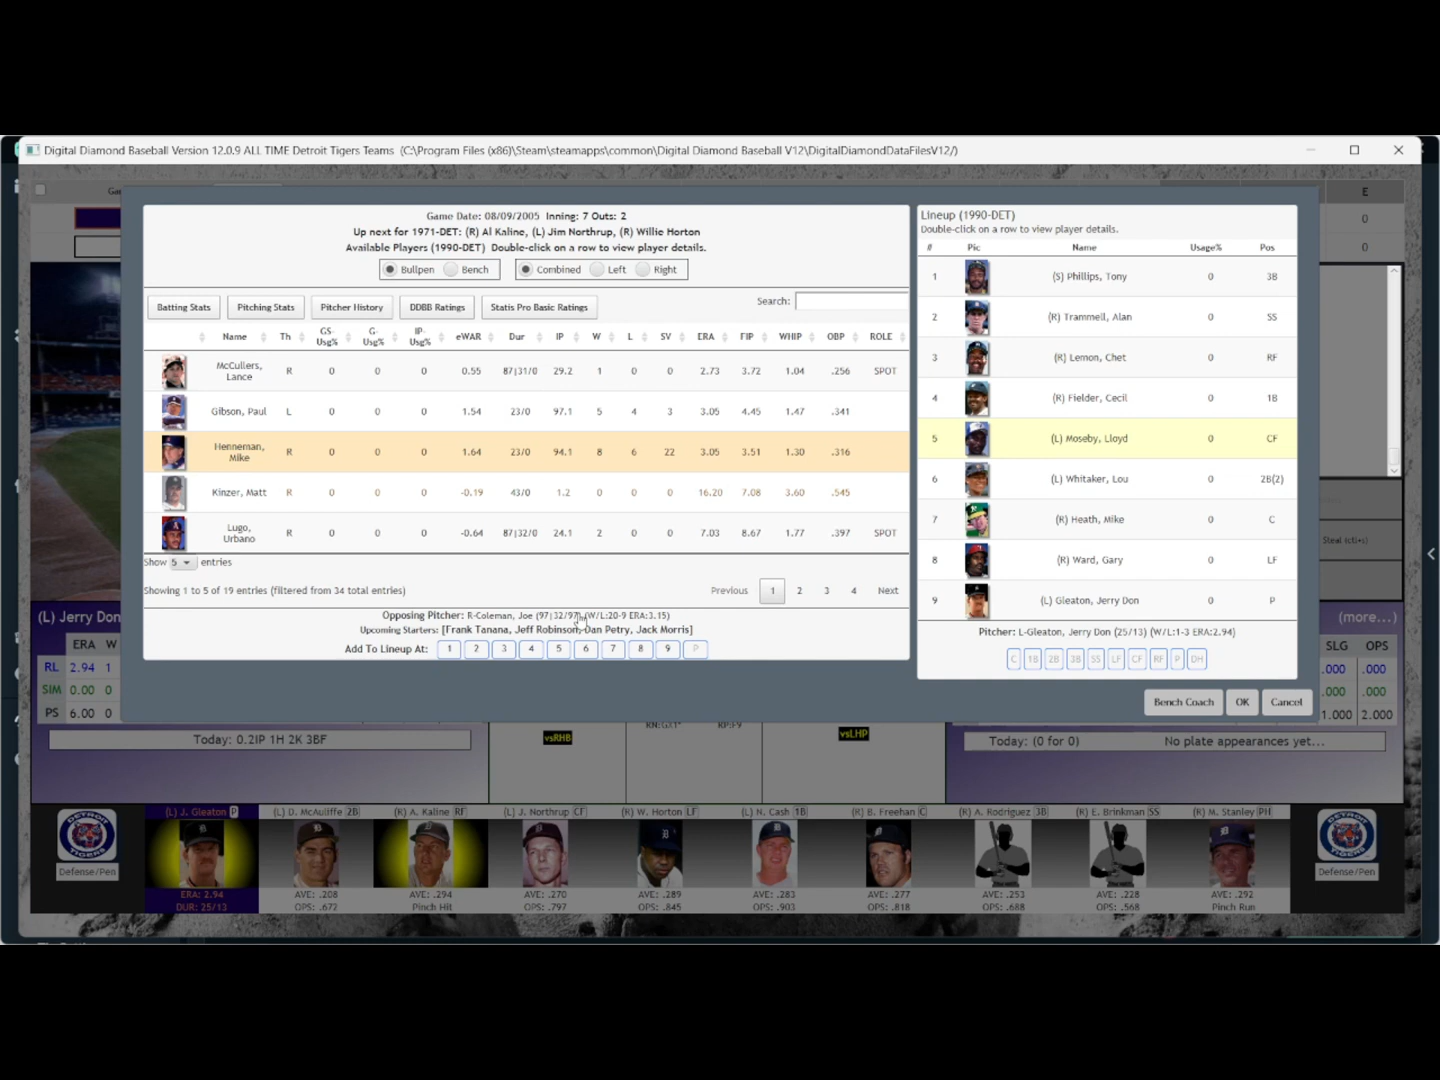 Digital Diamond Baseball Version 12.0.9 ALL TIME Detroit Tigers Teams (C:\Program Files (x86)\Steam\steamapps\common\Digital Diamond Baseball V12\DigitalDiamondDataFilesV12/)
E
0
0
Game Date: 08/09/2005 Inning: 7 Outs: 2
Up next for 1971-DET: (R) Al Kaline, (L) Jim Northrup, (R) Willie Horton
Available Players (1990-DET) Double-click on a row to view player details.
Bullpen Bench Combined Left Right
Batting Stats Pitching Stats Pitcher History DDBB Ratings Statis Pro Basic Ratings Search:
Name Th GS-Usg% G-Usg% IP-Usg% eWAR Dur IP W L SV ERA FIP WHIP OBP ROLE
McCullers, Lance R 0 0 0 0.55 87|31/0 29.2 1 0 0 2.73 3.72 1.04 .256 SPOT
Gibson, Paul L 0 0 0 1.54 23/0 97.1 5 4 3 3.05 4.45 1.47 .341
Henneman, Mike R 0 0 0 1.64 23/0 94.1 8 6 22 3.05 3.51 1.30 .316
Kinzer, Matt R 0 0 0 -0.19 43/0 1.2 0 0 0 16.20 7.08 3.60 .545
Lugo, Urbano R 0 0 0 -0.64 87|32/0 24.1 2 0 0 7.03 8.67 1.77 .397 SPOT
Show 5 entries
Showing 1 to 5 of 19 entries (filtered from 34 total entries) Previous 1 2 3 4 Next
Opposing Pitcher: R-Coleman, Joe (97|32/97) (W/L:20-9 ERA:3.15)
Upcoming Starters: [Frank Tanana, Jeff Robinson, Dan Petry, Jack Morris]
Add To Lineup At: 1 2 3 4 5 6 7 8 9 P
Lineup (1990-DET)
Double-click on a row to view player details.
# Pic Name Usage% Pos
1 (S) Phillips, Tony 0 3B
2 (R) Trammell, Alan 0 SS
3 (R) Lemon, Chet 0 RF
4 (R) Fielder, Cecil 0 1B
5 (L) Moseby, Lloyd 0 CF
6 (L) Whitaker, Lou 0 2B(2)
7 (R) Heath, Mike 0 C
8 (R) Ward, Gary 0 LF
9 (L) Gleaton, Jerry Don 0 P
Pitcher: L-Gleaton, Jerry Don (25/13) (W/L:1-3 ERA:2.94)
C 1B 2B 3B SS LF CF RF P DH
Bench Coach OK Cancel
Steal (ctl+s)
(L) Jerry Don
ERA W
RL 2.94 1
SIM 0.00 0
PS 6.00 0
(more...)
SLG OPS
.000 .000
.000 .000
1.000 2.000
Today: 0.2IP 1H 2K 3BF
vsRHB
vsLHP
Today: (0 for 0) No plate appearances yet...
(L) J. Gleaton P (L) D. McAuliffe 2B (R) A. Kaline RF (L) J. Northrup CF (R) W. Horton LF (L) N. Cash 1B (R) B. Freehan C (R) A. Rodriguez 3B (R) E. Brinkman SS (R) M. Stanley PH
Defense/Pen
Defense/Pen
ERA: 2.94 AVE: .208 AVE: .294 AVE: .270 AVE: .289 AVE: .283 AVE: .277 AVE: .253 AVE: .228 AVE: .292
DUR: 25/13 OPS: .672 Pinch Hit OPS: .797 OPS: .845 OPS: .903 OPS: .818 OPS: .688 OPS: .568 Pinch Run